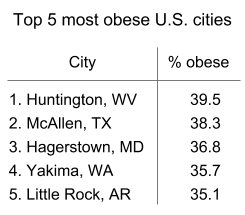 Top 5 most obese U.S. cities
City % obese
1. Huntington, WV 39.5
2. McAllen, TX 38.3
3. Hagerstown, MD 36.8
4. Yakima, WA 35.7
5. Little Rock, AR 35.1